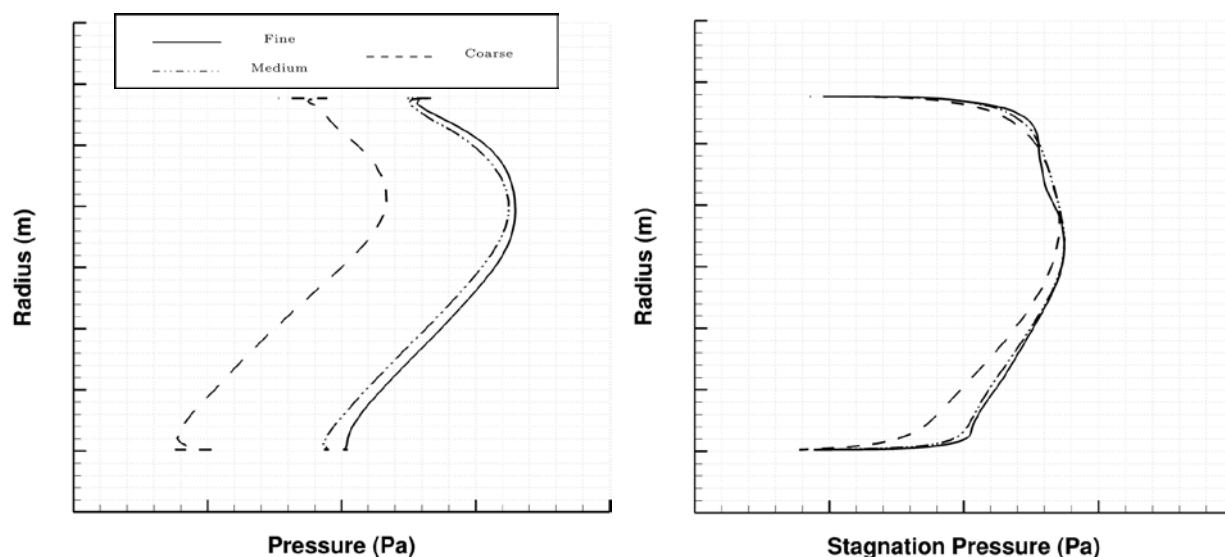 Fine
Coarse
Medium
Radius (m)
Pressure (Pa)
Radius (m)
Stagnation Pressure (Pa)